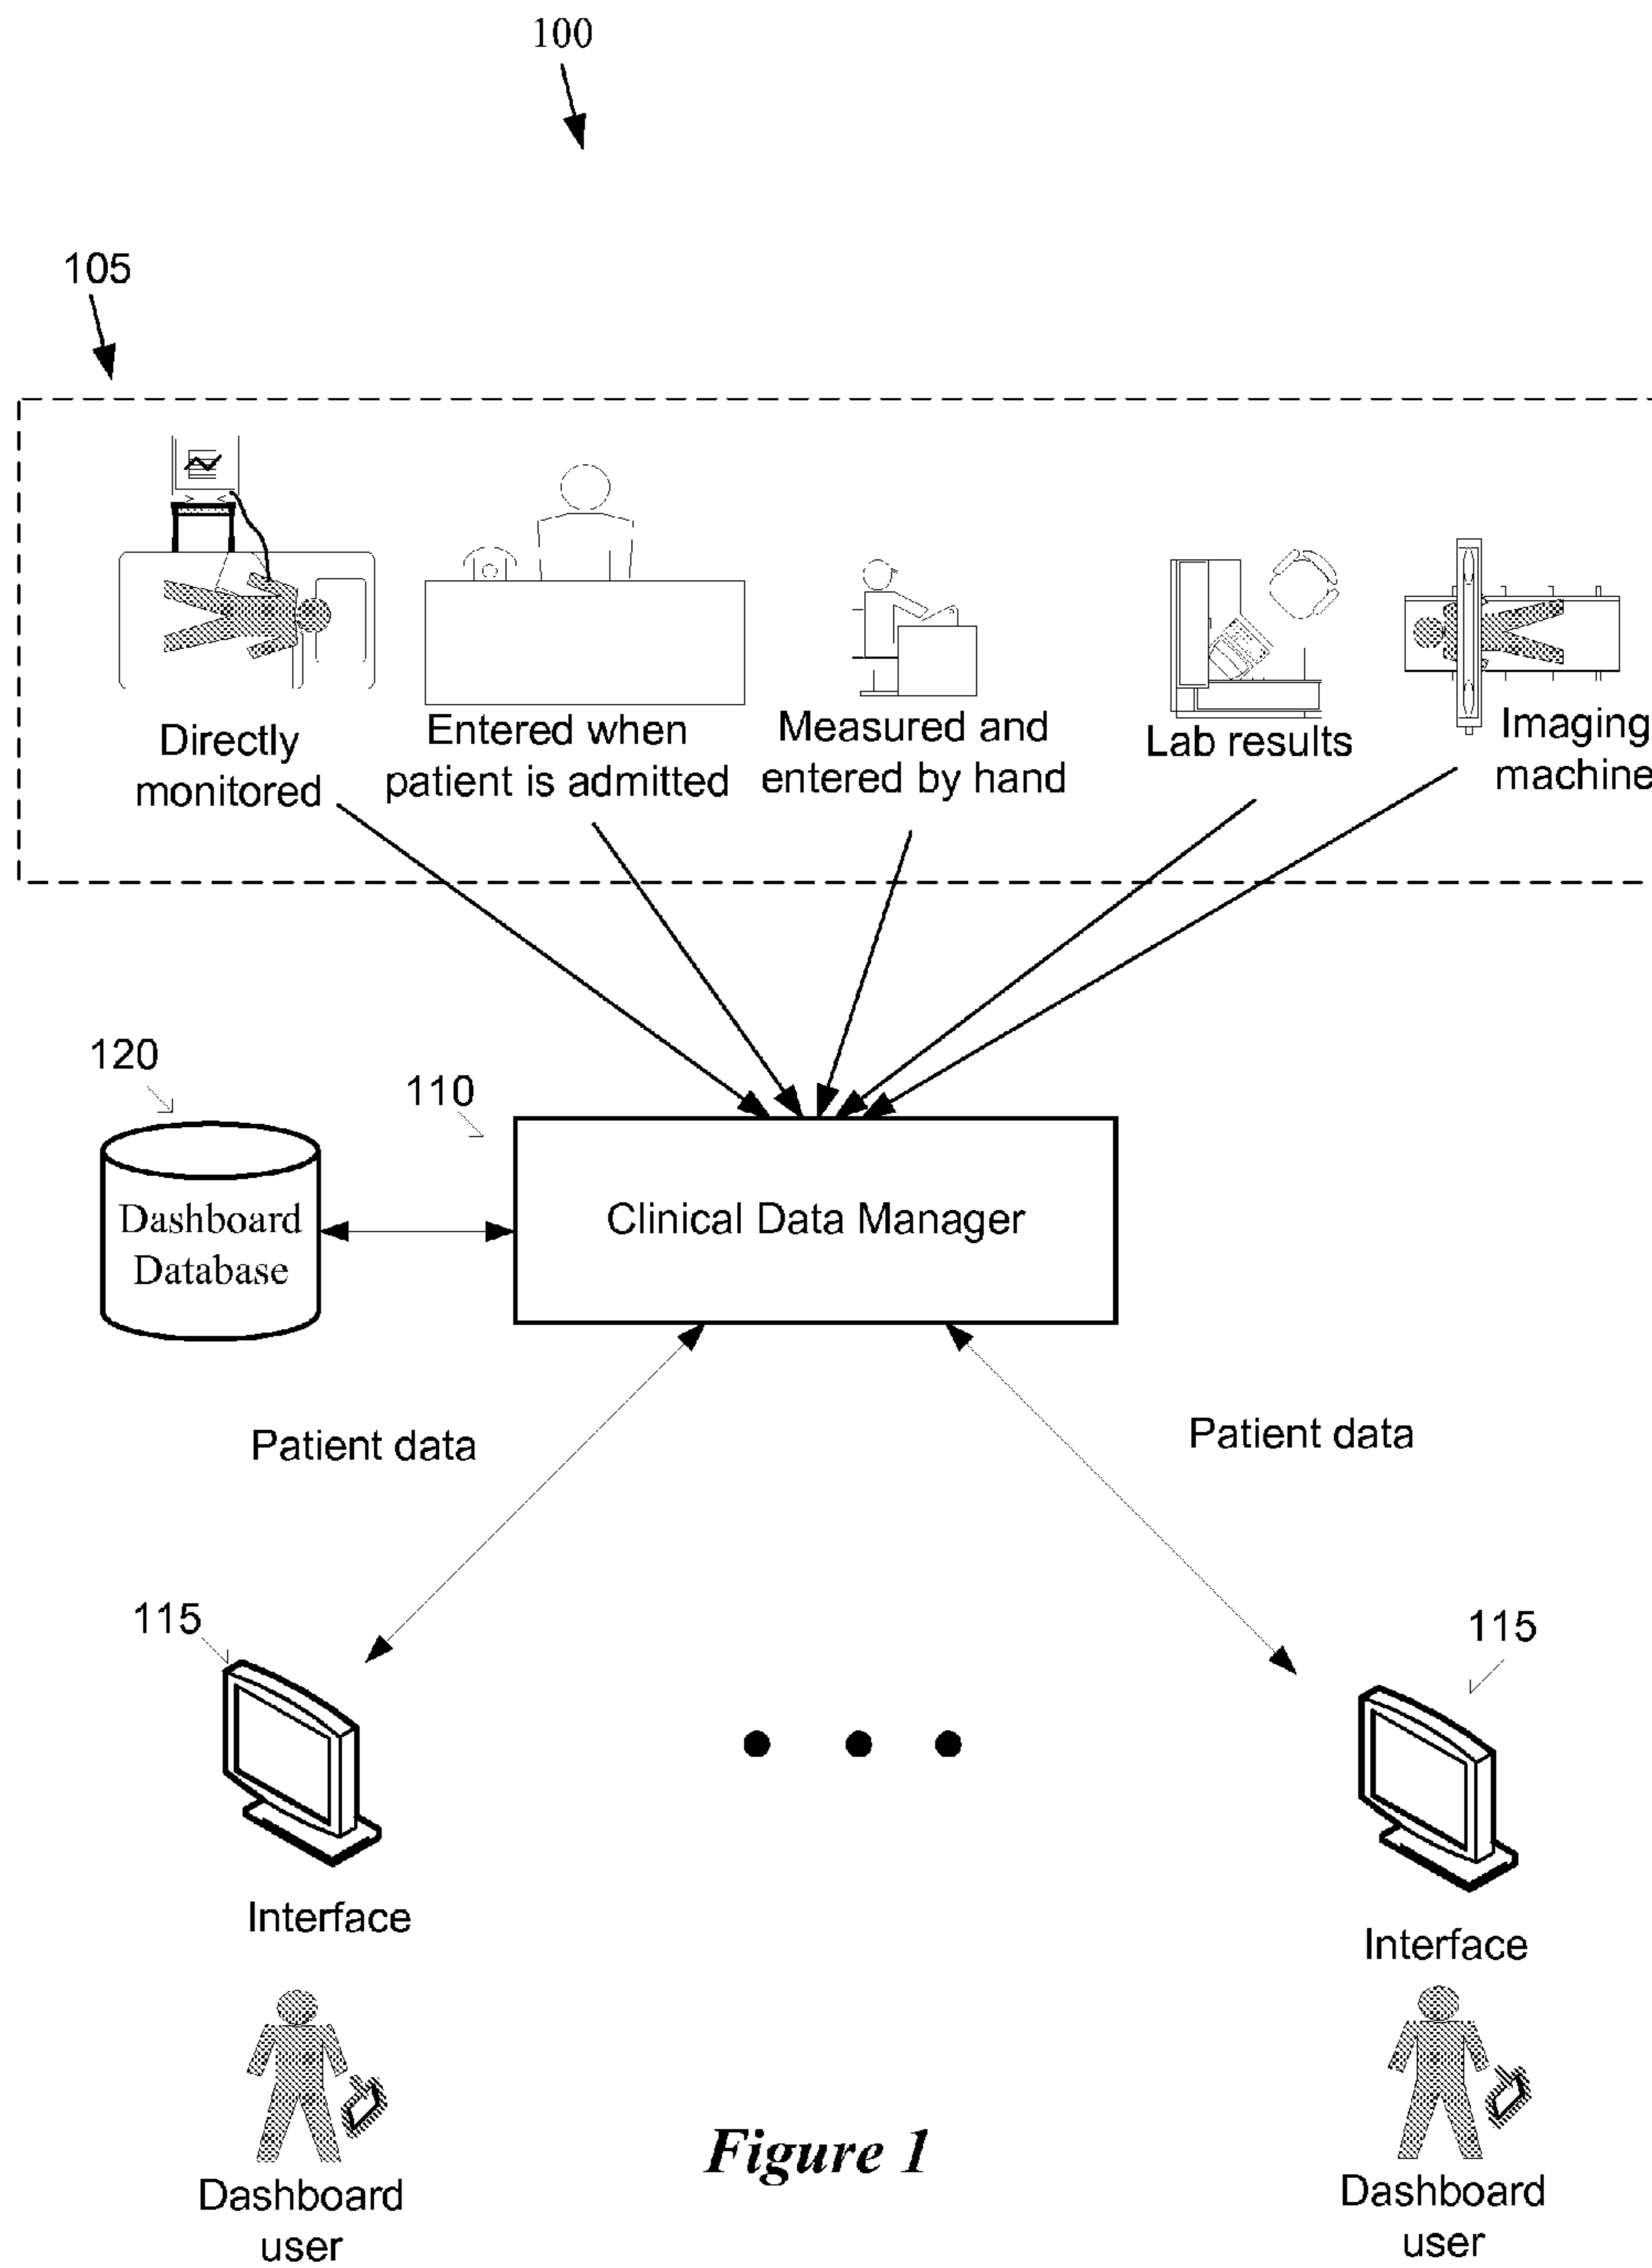 100
105
Directly
monitored
Entered when
patient is admitted
Measured and
entered by hand
Lab results
Imaging
machine
120
110
Dashboard
Database
Clinical Data Manager
Patient data
Patient data
115
115
Interface
Interface
Dashboard
user
Figure 1
Dashboard
user